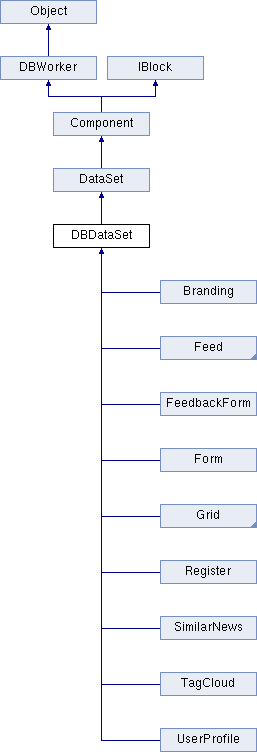 Object
DBWorker
IBlock
Component
DataSet
DBDataSet
Branding
Feed
FeedbackForm
Form
Grid
Register
SimilarNews
TagCloud
UserProfile